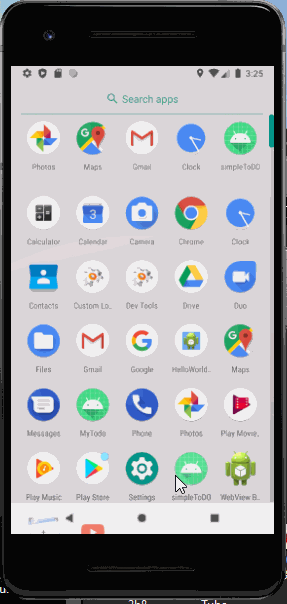 3:25
Search apps
Photos Maps Gmail Clock simpleToDO
Calculator Calendar Camera Chrome Clock
Contacts Custom Lo... Dev Tools Drive Duo
Files Gmail Google HelloWorld.. Maps
Messages MyTodo Phone Photos Play Movie..
Play Music Play Store Settings simpleToDO WebView B..